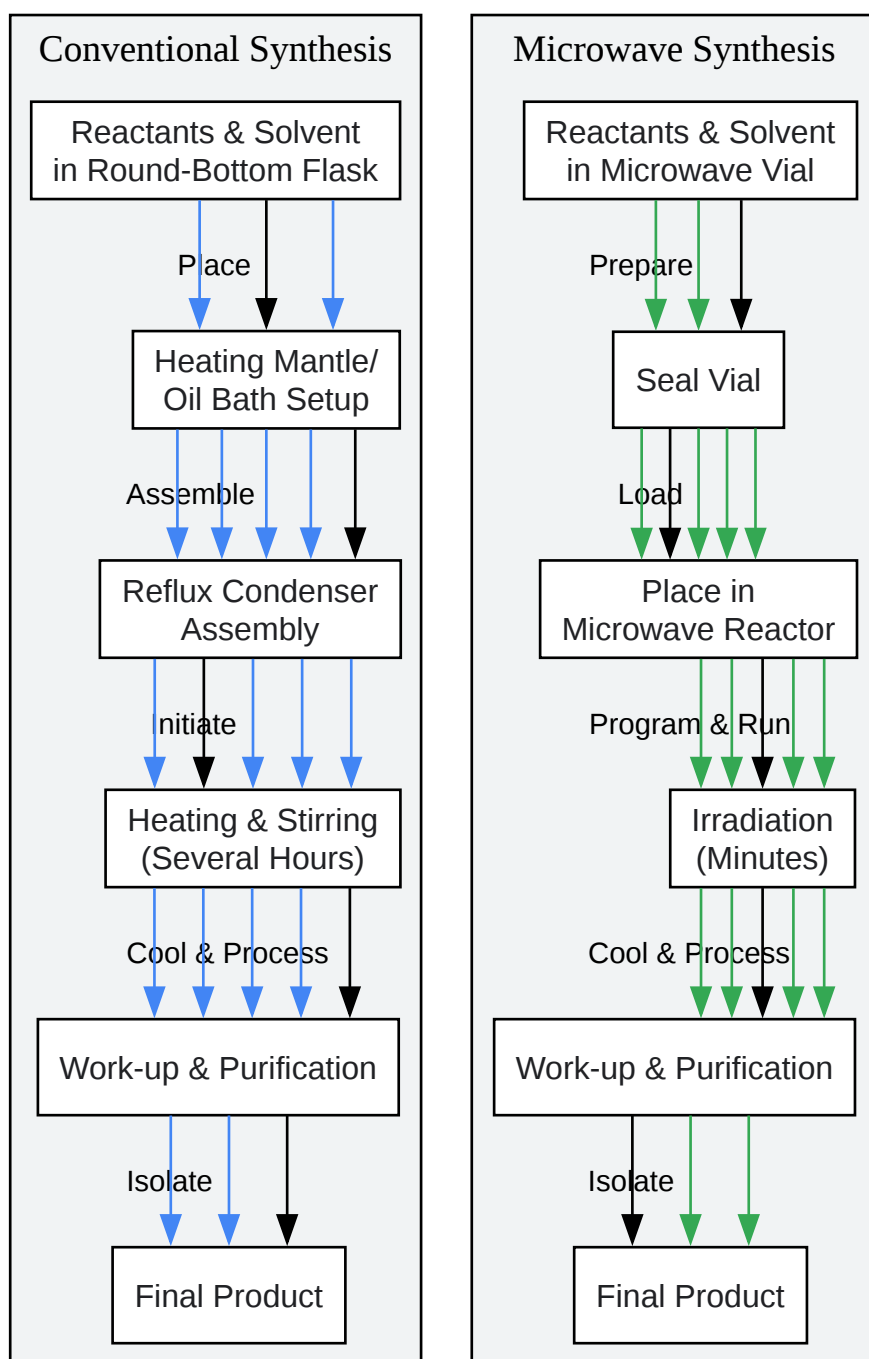 Conventional Synthesis
Reactants & Solvent
in Round-Bottom Flask
Place
Heating Mantle/
Oil Bath Setup
Assemble
Reflux Condenser
Assembly
Initiate
Heating & Stirring
(Several Hours)
Cool & Process
Work-up & Purification
Isolate
Final Product
Microwave Synthesis
Reactants & Solvent
in Microwave Vial
Prepare
Seal Vial
Load
Place in
Microwave Reactor
Program & Run
Irradiation
(Minutes)
Cool & Process
Work-up & Purification
Isolate
Final Product